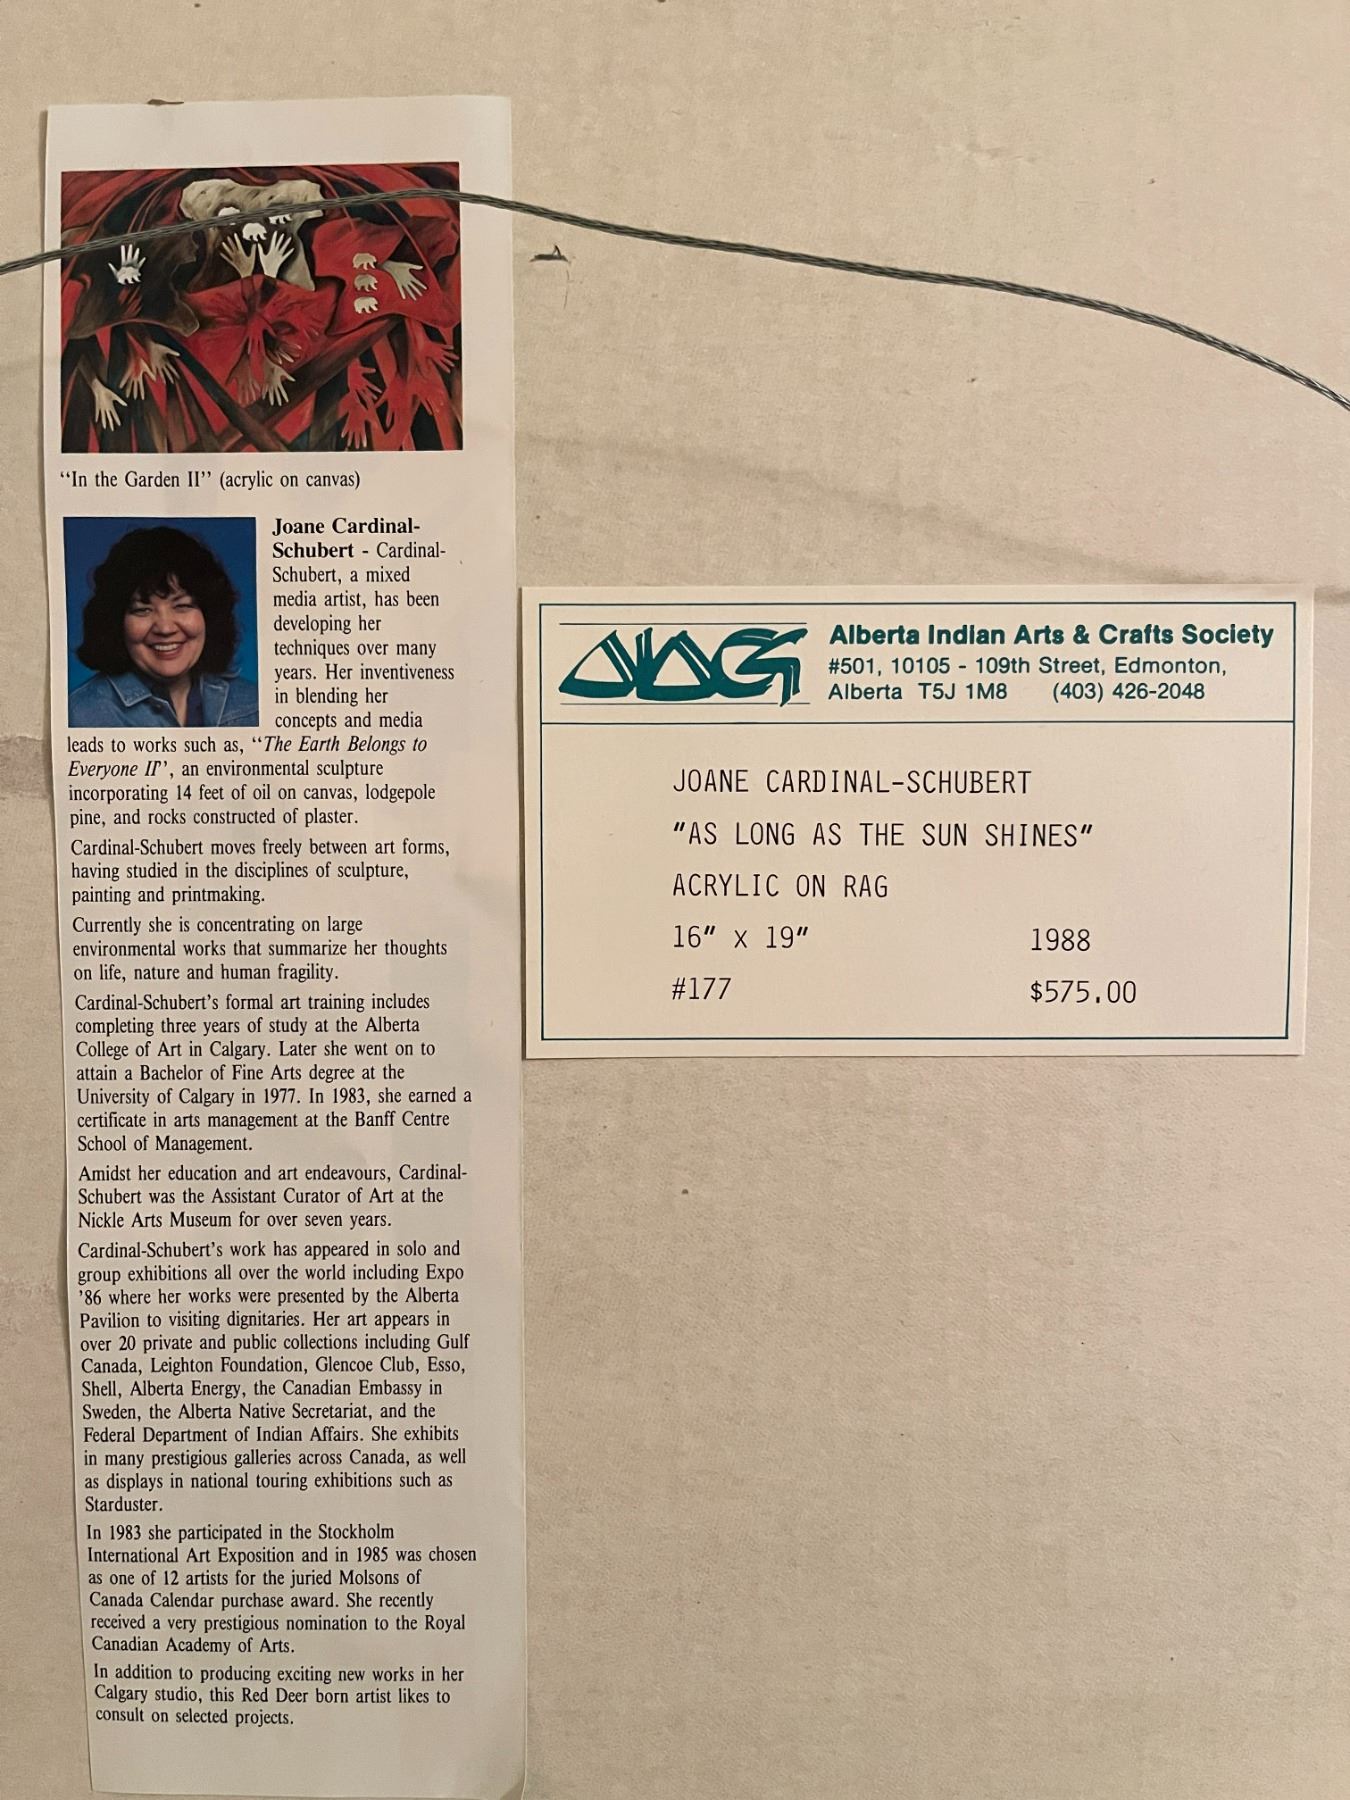 “In the Garden II” (acrylic on canvas)
Joane Cardinal-
Schubert - Cardinal-
Schubert, a mixed
media artist, has been
developing her
techniques over many
years. Her inventiveness
in blending her
concepts and media
leads to works such as, “The Earth Belongs to
Everyone II”, an environmental sculpture
incorporating 14 feet of oil on canvas, lodgepole
pine, and rocks constructed of plaster.
Cardinal-Schubert moves freely between art forms,
having studied in the disciplines of sculpture,
painting and printmaking.
Currently she is concentrating on large
environmental works that summarize her thoughts
on life, nature and human fragility.
Cardinal-Schubert’s formal art training includes
completing three years of study at the Alberta
College of Art in Calgary. Later she went on to
attain a Bachelor of Fine Arts degree at the
University of Calgary in 1977. In 1983, she earned a
certificate in arts management at the Banff Centre
School of Management.
Amidst her education and art endeavours, Cardinal-
Schubert was the Assistant Curator of Art at the
Nickle Arts Museum for over seven years.
Cardinal-Schubert’s work has appeared in solo and
group exhibitions all over the world including Expo
’86 where her works were presented by the Alberta
Pavilion to visiting dignitaries. Her art appears in
over 20 private and public collections including Gulf
Canada, Leighton Foundation, Glencoe Club, Esso,
Shell, Alberta Energy, the Canadian Embassy in
Sweden, the Alberta Native Secretariat, and the
Federal Department of Indian Affairs. She exhibits
in many prestigious galleries across Canada, as well
as displays in national touring exhibitions such as
Starduster.
In 1983 she participated in the Stockholm
International Art Exposition and in 1985 was chosen
as one of 12 artists for the juried Molsons of
Canada Calendar purchase award. She recently
received a very prestigious nomination to the Royal
Canadian Academy of Arts.
In addition to producing exciting new works in her
Calgary studio, this Red Deer born artist likes to
consult on selected projects.
Alberta Indian Arts & Crafts Society
#501, 10105 - 109th Street, Edmonton,
Alberta T5J 1M8 (403) 426-2048
JOANE CARDINAL-SCHUBERT
"AS LONG AS THE SUN SHINES"
ACRYLIC ON RAG
16" X 19" 1988
#177 $575.00